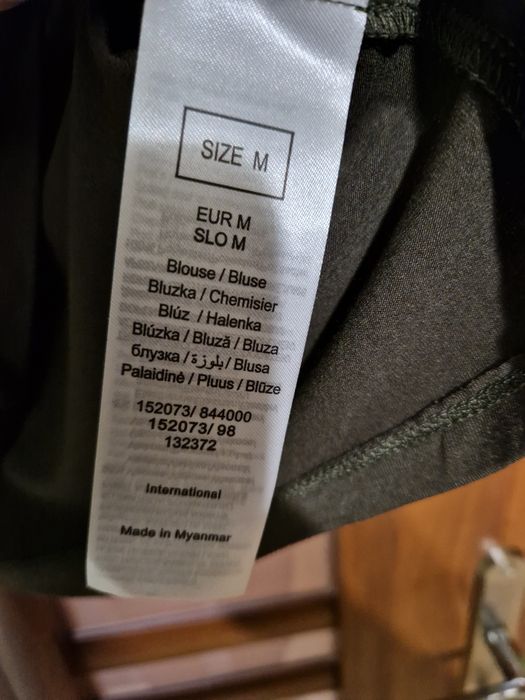 SIZE M
EUR M
SLO M
Blouse / Bluse
Bluzka / Chemisier
Blúz / Halenka
Blúzka / Bluză / Bluza
блузка / بلوزة / Blusa
Palaidinė / Pluus / Blūze
152073/ 844000
152073/ 98
132372
International
Made in Myanmar